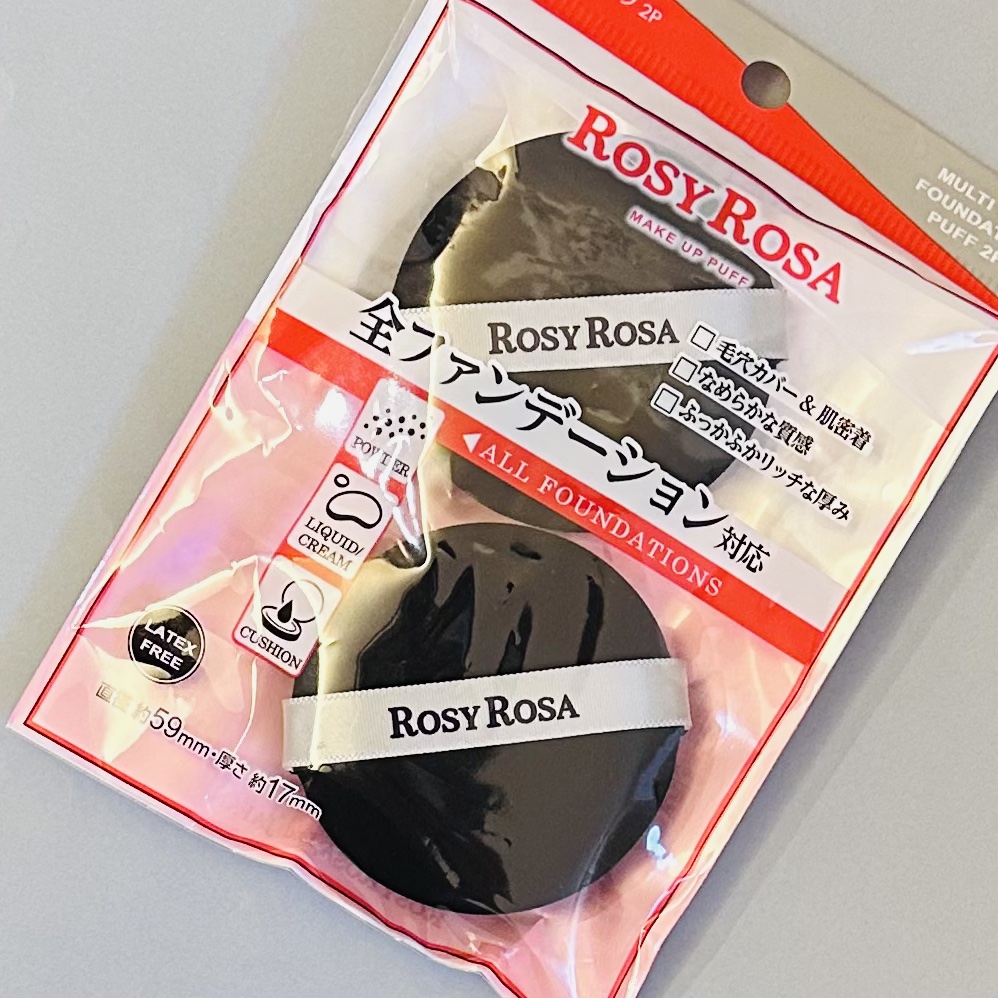 2P
MULTI
PUFF 2P
ROSY ROSA
MAKE UP PUFF
ROSY ROSA
□毛穴カバー & 肌密着
□なめらかな質感
□ふっかふかリッチな厚み
全ファンデーション対応
◀ALL FOUNDATIONS
POWDER
LIQUID/
CREAM
CUSHION
LATEX
FREE
直径 約59mm・厚さ 約17mm
ROSY ROSA